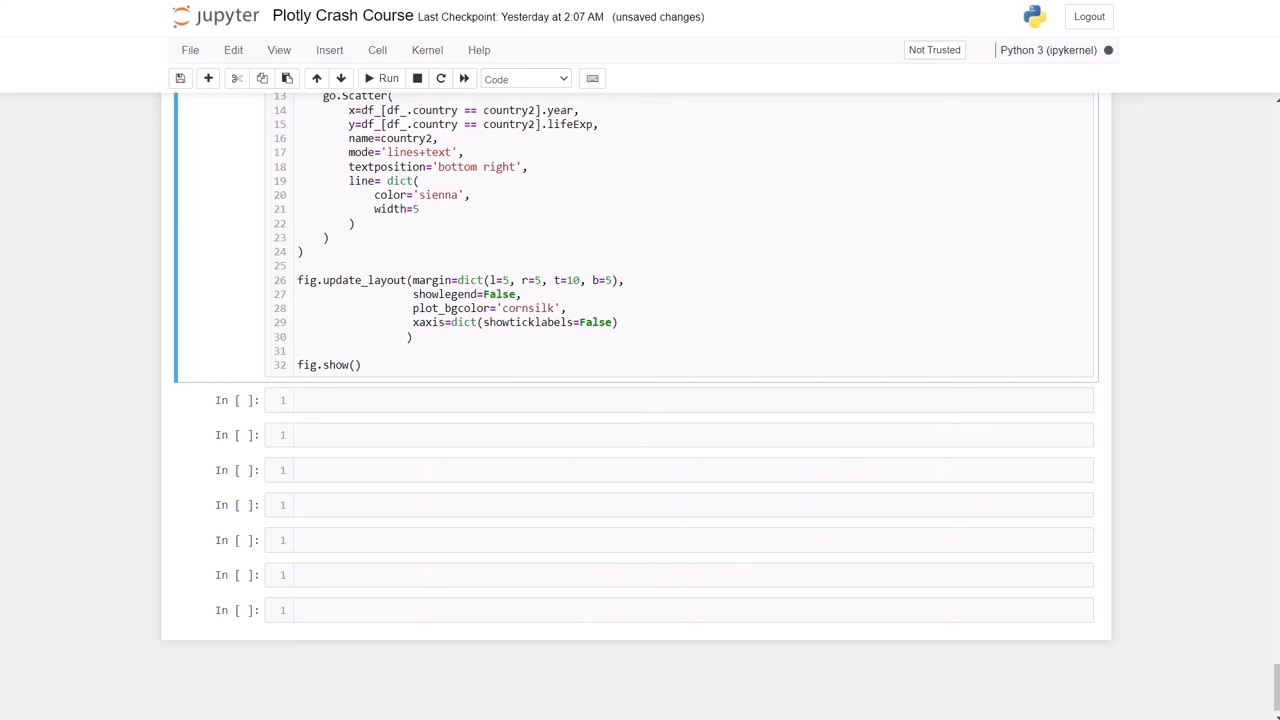 jupyter Plotly Crash Course Last Checkpoint: Yesterday at 2:07 AM (unsaved changes) Logout
File Edit View Insert Cell Kernel Help Not Trusted Python 3 (ipykernel)
Run Code
13 go.Scatter(
14 x=df_[df_.country == country2].year,
15 y=df_[df_.country == country2].lifeExp,
16 name=country2,
17 mode='lines+text',
18 textposition='bottom right',
19 line= dict(
20 color='sienna',
21 width=5
22 )
23 )
24 )
25
26 fig.update_layout(margin=dict(l=5, r=5, t=10, b=5),
27 showlegend=False,
28 plot_bgcolor='cornsilk',
29 xaxis=dict(showticklabels=False)
30 )
31
32 fig.show()
In [ ]: 1
In [ ]: 1
In [ ]: 1
In [ ]: 1
In [ ]: 1
In [ ]: 1
In [ ]: 1